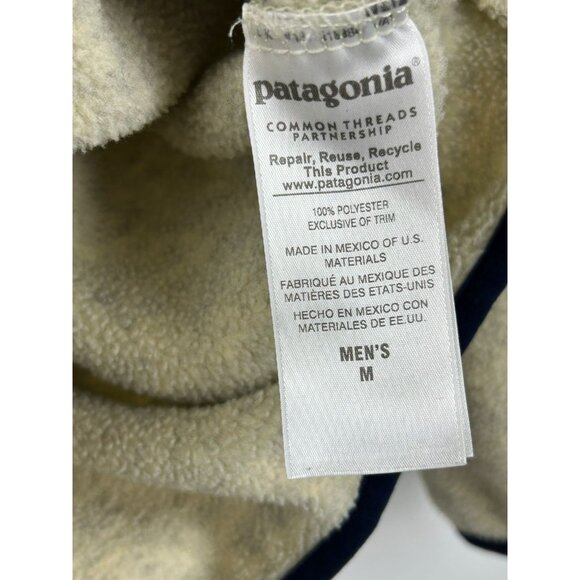 patagonia®
COMMON THREADS
PARTNERSHIP
Repair, Reuse, Recycle
This Product
www.patagonia.com
100% POLYESTER
EXCLUSIVE OF TRIM
MADE IN MEXICO OF U.S.
MATERIALS
FABRIQUÉ AU MEXIQUE DES
MATIÈRES DES ETATS-UNIS
HECHO EN MEXICO CON
MATERIALES DE EE.UU.
MEN'S
M